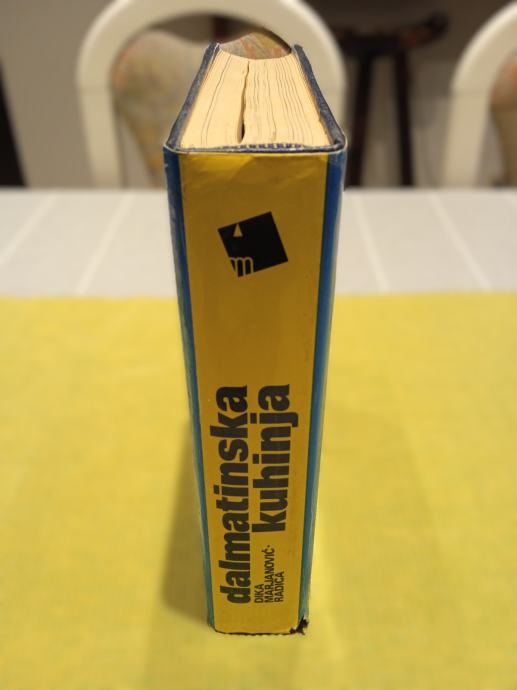 dalmatinska
kuhinja
DIKA
MARJANOVIĆ-
RADICA
m